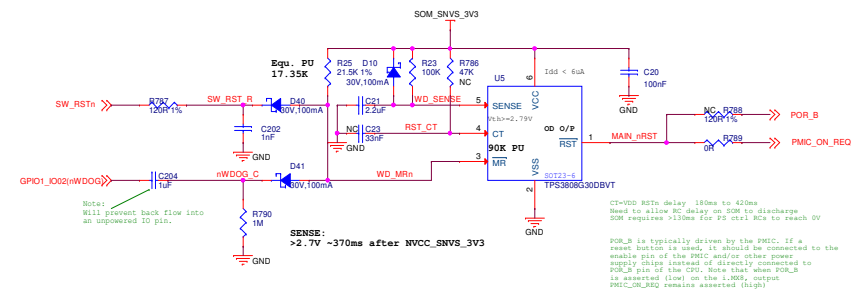 SOM_SNVS_3V3
Equ. PU
17.35K
R25
21.5K 1%
D10
30V,100mA
R23
100K
R786
47K
NC
U5
Idd < 6uA
C20
100nF
GND
SW_RSTn
R787
120R 1%
SW_RST_R
D40
30V,100mA
C21
2.2uF
WD_SENSE
5
SENSE
6
VCC
Vth>=2.79V
NC
R788
120R 1%
POR_B
C202
1nF
GND
NC
C23
33nF
RST_CT
4
CT
OD O/P
RST
1
MAIN_nRST
R789
0R
PMIC_ON_REQ
GND
90K PU
GPIO1_IO02(nWDOG)
C204
1uF
nWDOG_C
D41
30V,100mA
WD_MRn
3
MR
VSS
2
SOT23-6
TPS3808G30DBVT
GND
Note:
Will prevent back flow into
an unpowered IO pin.
R790
1M
GND
SENSE:
>2.7V ~370ms after NVCC_SNVS_3V3
CT=VDD RSTn delay 180ms to 420ms
Need to allow RC delay on SOM to discharge
SOM requires >130ms for PS ctrl RCs to reach 0V
POR_B is typically driven by the PMIC. If a
reset button is used, it should be connected to the
enable pin of the PMIC and/or other power
supply chips instead of directly connected to
POR_B pin of the CPU. Note that when POR_B
is asserted (low) on the i.MX8, output
PMIC_ON_REQ remains asserted (high)